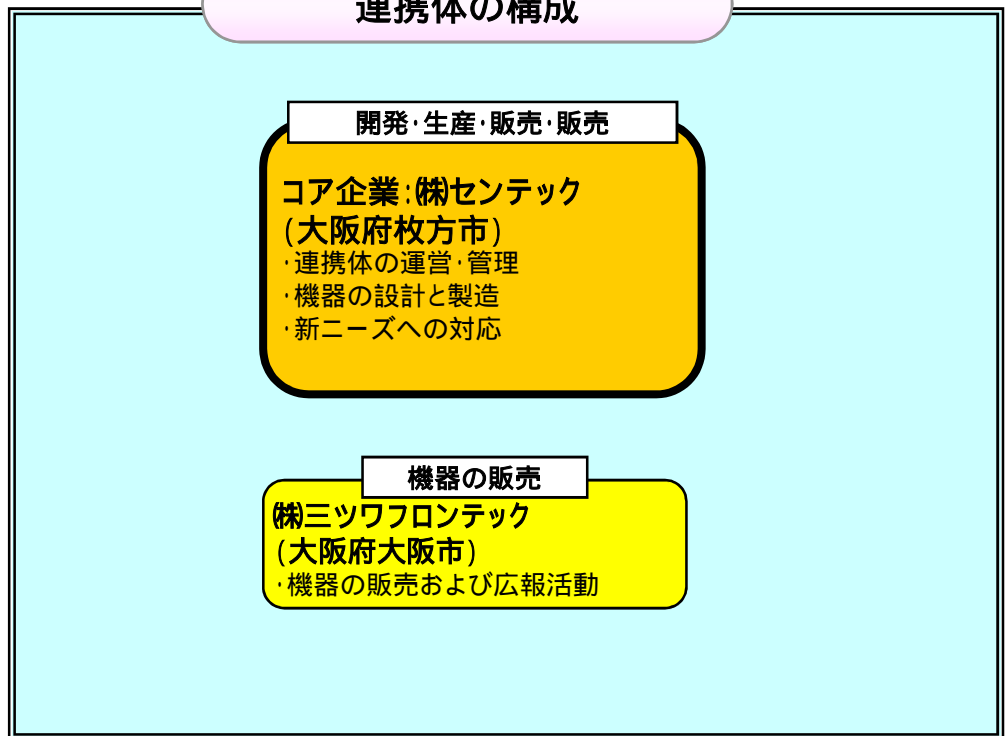 連携体の構成
開発・生産・販売・販売
コア企業:㈱センテック
(大阪府枚方市)
・連携体の運営・管理
・機器の設計と製造
・新ニーズへの対応
機器の販売
㈱三ツワフロンテック
(大阪府大阪市)
・機器の販売および広報活動